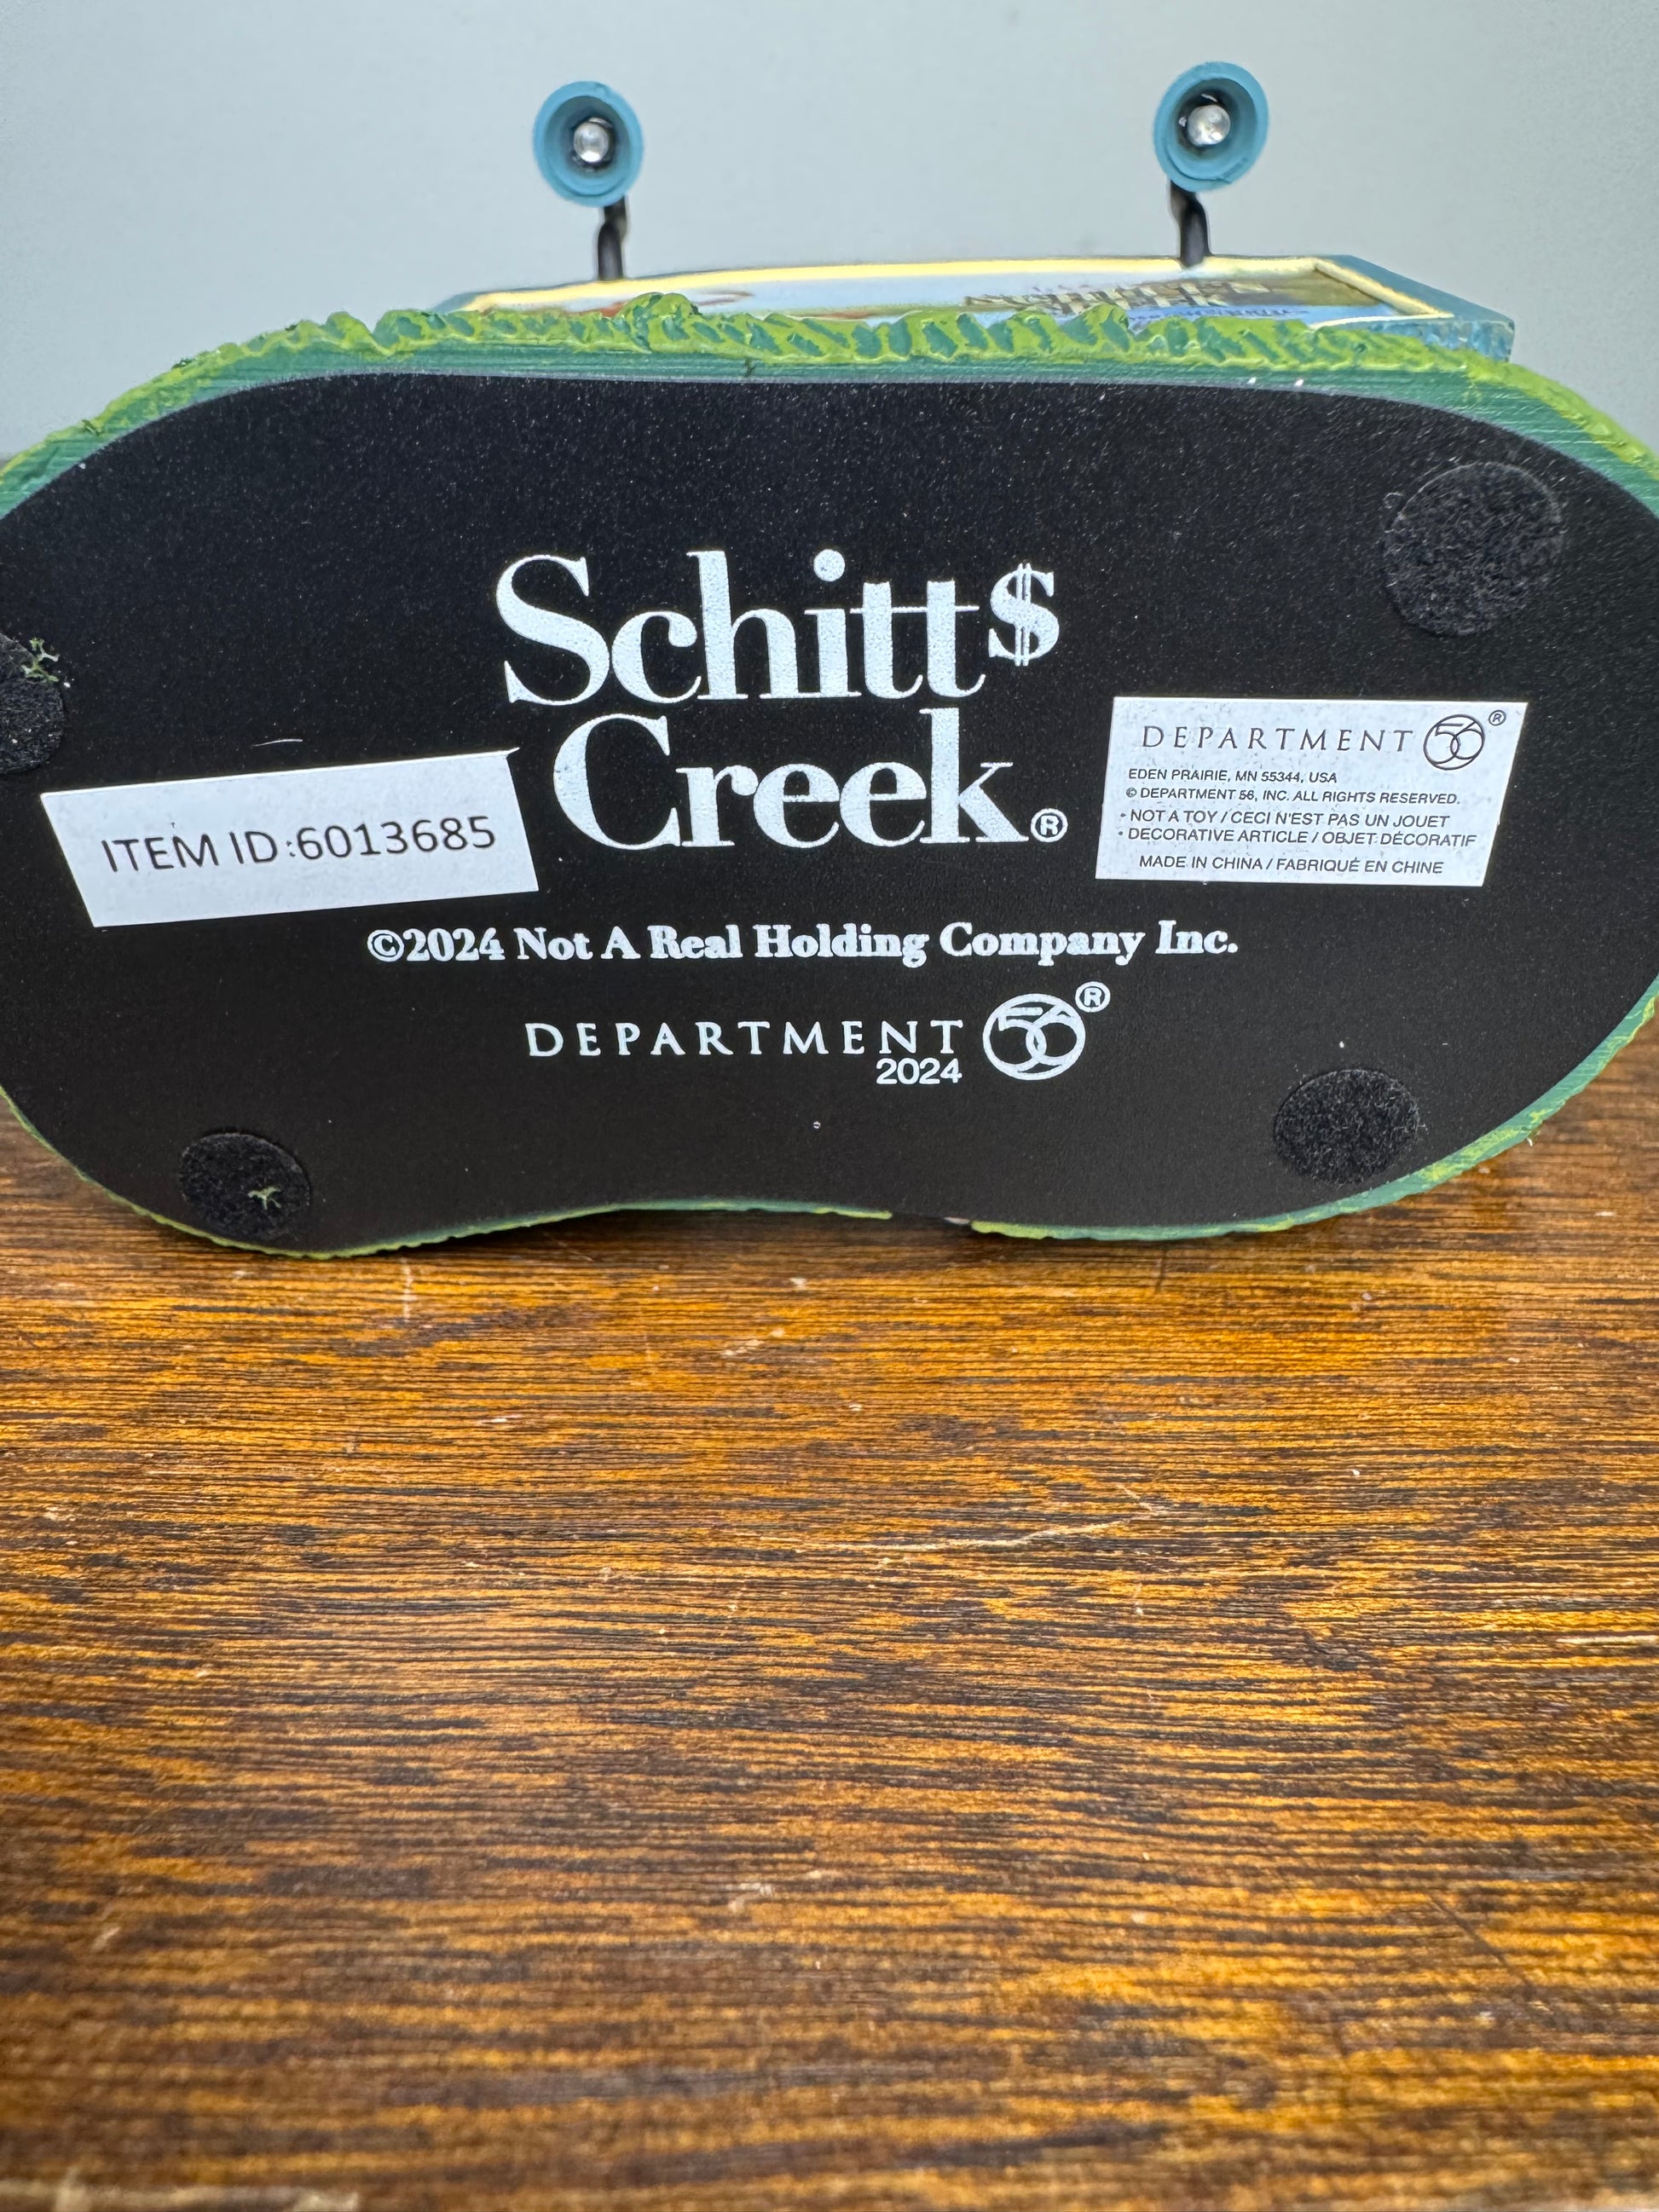 Schitt$
Creek®
ITEM ID:6013685
DEPARTMENT 56®
EDEN PRAIRIE, MN 55344, USA
© DEPARTMENT 56, INC. ALL RIGHTS RESERVED.
• NOT A TOY / CECI N'EST PAS UN JOUET
• DECORATIVE ARTICLE / OBJET DÉCORATIF
MADE IN CHINA / FABRIQUÉ EN CHINE
©2024 Not A Real Holding Company Inc.
DEPARTMENT 56®
2024